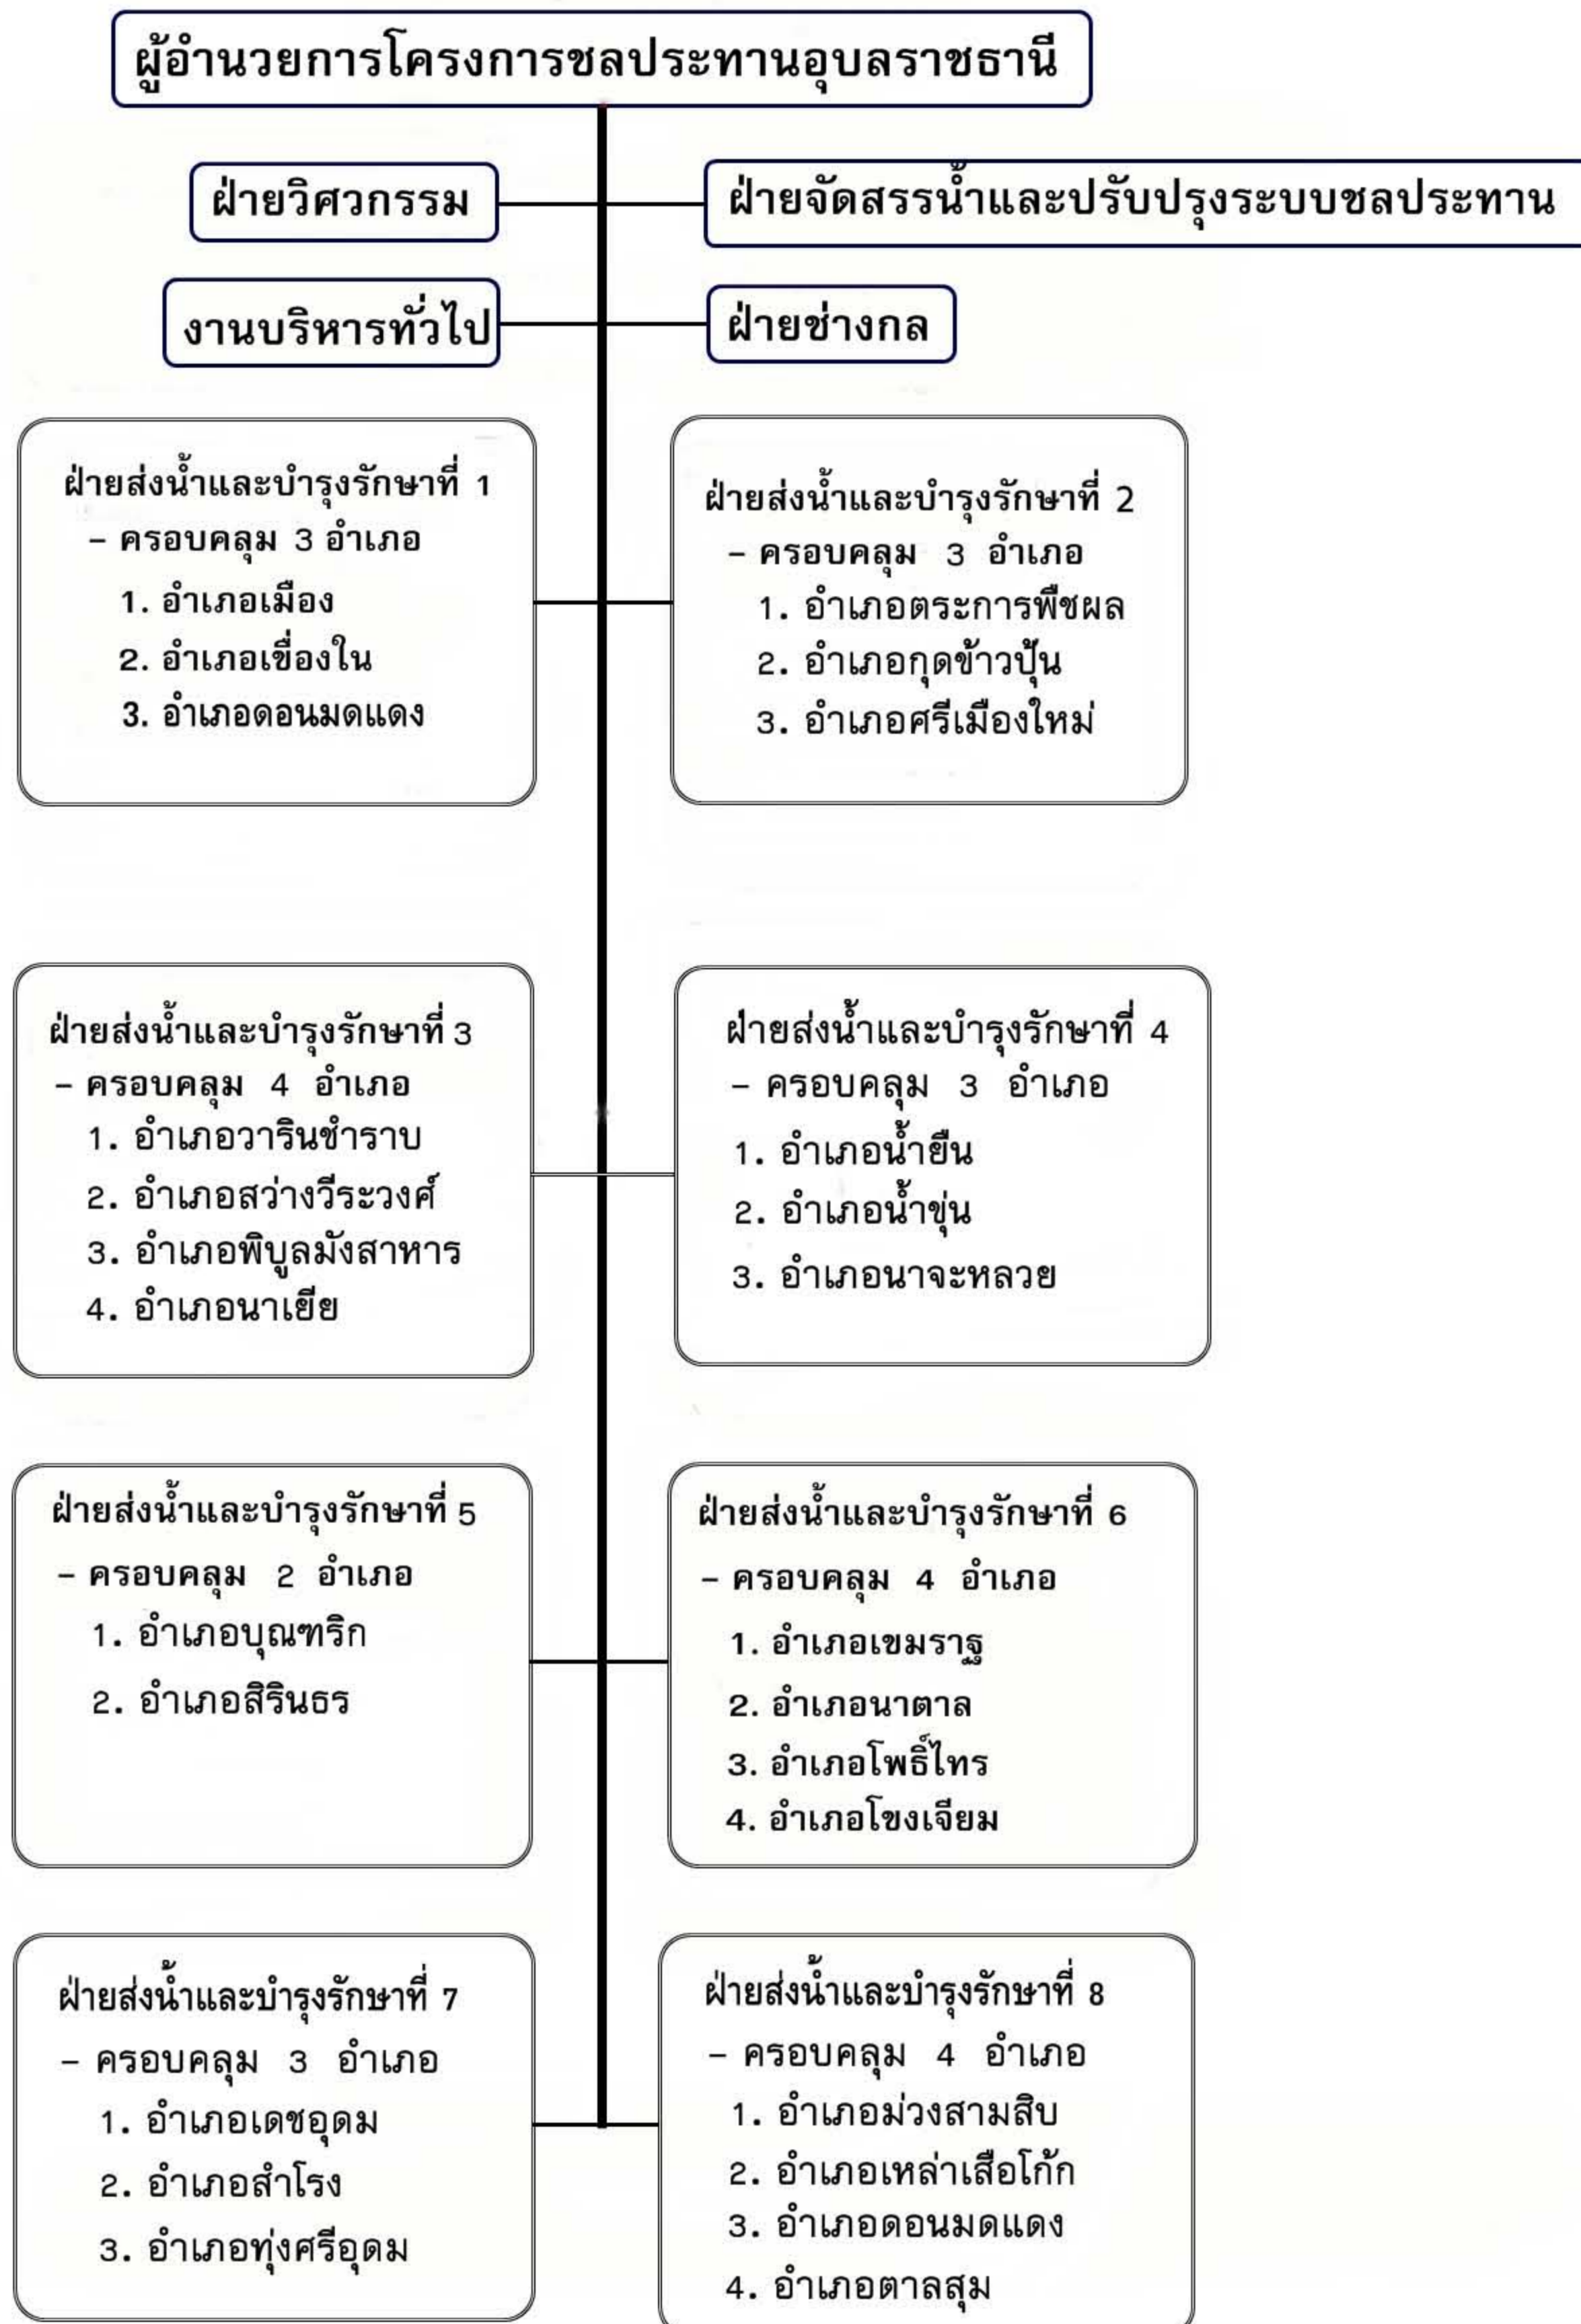 ผู้อำนวยการโครงการชลประทานอุบลราชธานี
ฝ่ายวิศวกรรม
ฝ่ายจัดสรรน้ำและปรับปรุงระบบชลประทาน
งานบริหารทั่วไป
ฝ่ายช่างกล
ฝ่ายส่งน้ำและบำรุงรักษาที่ 1
- ครอบคลุม 3 อำเภอ
1. อำเภอเมือง
2. อำเภอเขื่องใน
3. อำเภอดอนมดแดง
ฝ่ายส่งน้ำและบำรุงรักษาที่ 2
- ครอบคลุม 3 อำเภอ
1. อำเภอตระการพืชผล
2. อำเภอกุดข้าวปุ้น
3. อำเภอศรีเมืองใหม่
ฝ่ายส่งน้ำและบำรุงรักษาที่ 3
- ครอบคลุม 4 อำเภอ
1. อำเภอวารินชำราบ
2. อำเภอสว่างวีระวงศ์
3. อำเภอพิบูลมังสาหาร
4. อำเภอนาเยีย
ฝ่ายส่งน้ำและบำรุงรักษาที่ 4
- ครอบคลุม 3 อำเภอ
1. อำเภอน้ำยืน
2. อำเภอน้ำขุ่น
3. อำเภอนาจะหลวย
ฝ่ายส่งน้ำและบำรุงรักษาที่ 5
- ครอบคลุม 2 อำเภอ
1. อำเภอบุณฑริก
2. อำเภอสิรินธร
ฝ่ายส่งน้ำและบำรุงรักษาที่ 6
- ครอบคลุม 4 อำเภอ
1. อำเภอเขมราฐ
2. อำเภอนาตาล
3. อำเภอโพธิ์ไทร
4. อำเภอโขงเจียม
ฝ่ายส่งน้ำและบำรุงรักษาที่ 7
- ครอบคลุม 3 อำเภอ
1. อำเภอเดชอุดม
2. อำเภอสำโรง
3. อำเภอทุ่งศรีอุดม
ฝ่ายส่งน้ำและบำรุงรักษาที่ 8
- ครอบคลุม 4 อำเภอ
1. อำเภอม่วงสามสิบ
2. อำเภอเหล่าเสือโก้ก
3. อำเภอดอนมดแดง
4. อำเภอตาลสุม